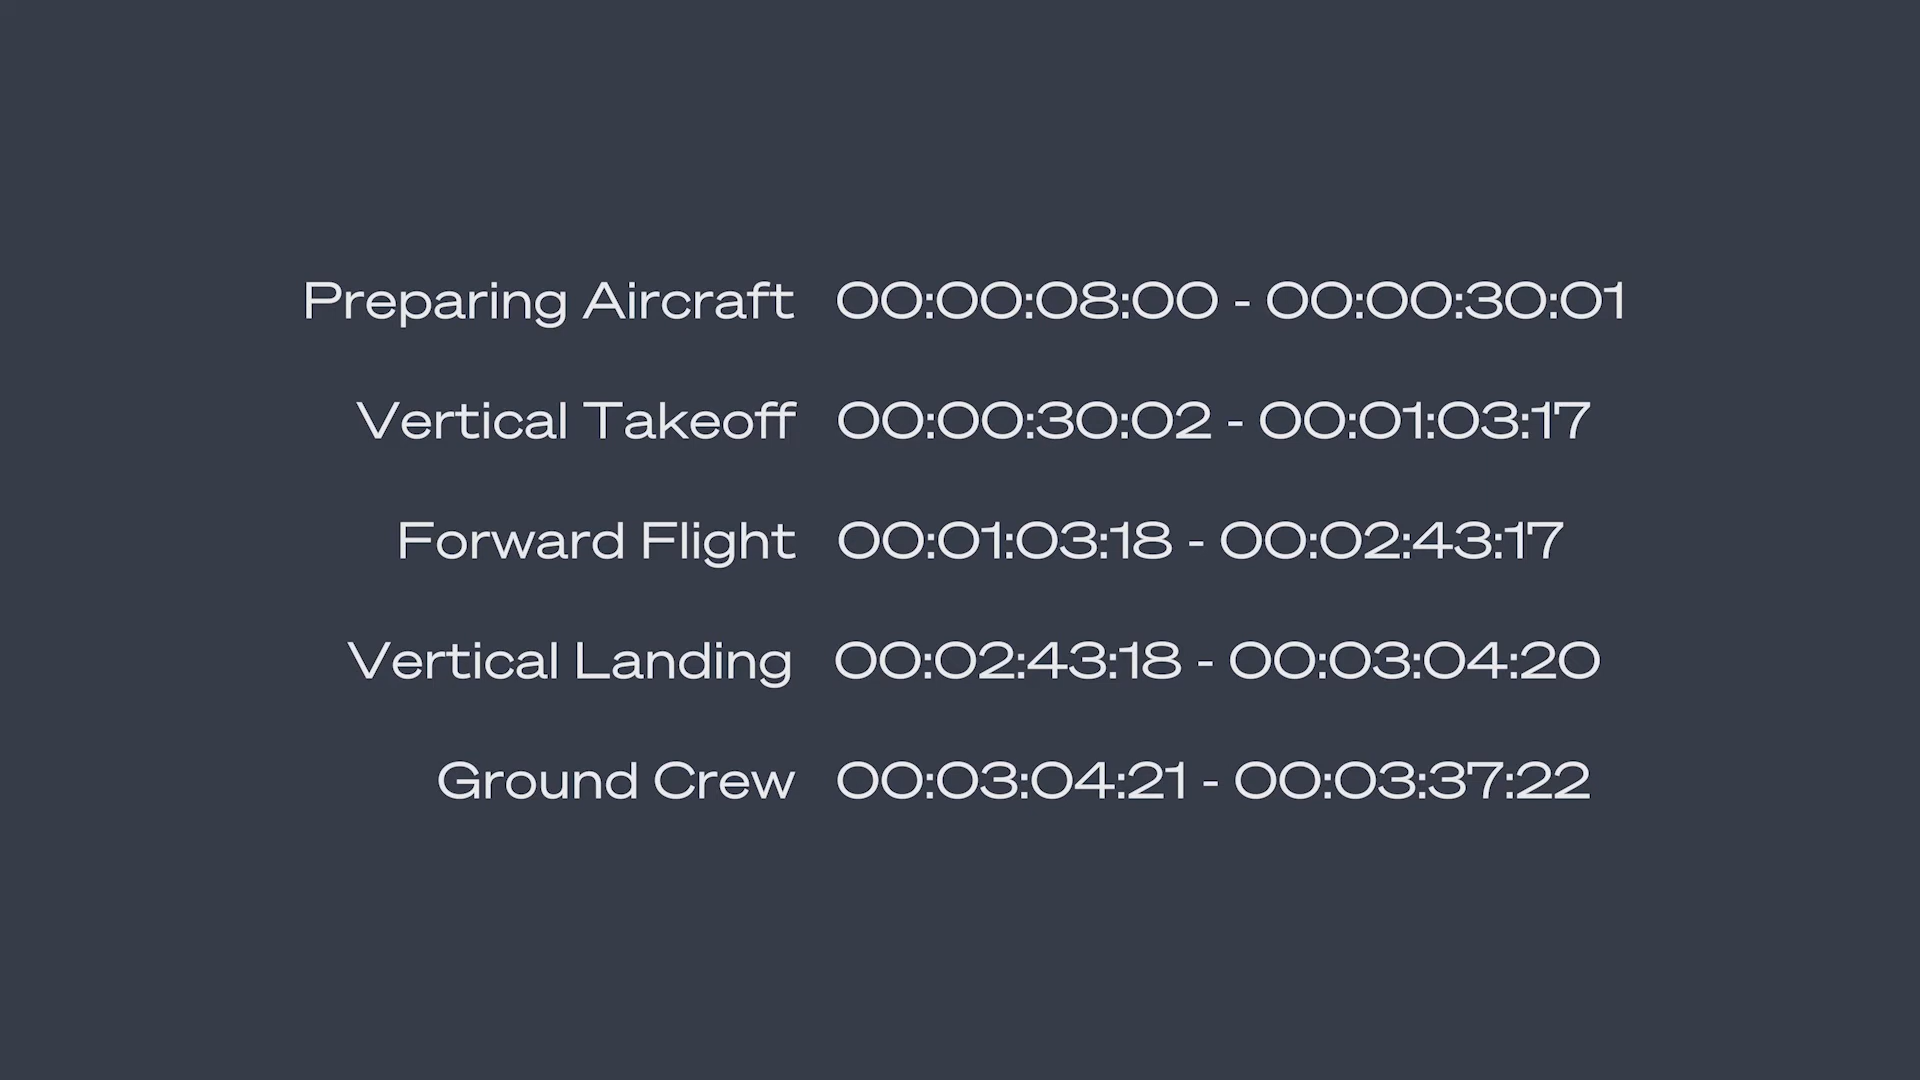 Preparing Aircraft 00:00:08:00 - 00:00:30:01
Vertical Takeoff 00:00:30:02 - 00:01:03:17
Forward Flight 00:01:03:18 - 00:02:43:17
Vertical Landing 00:02:43:18 - 00:03:04:20
Ground Crew 00:03:04:21 - 00:03:37:22